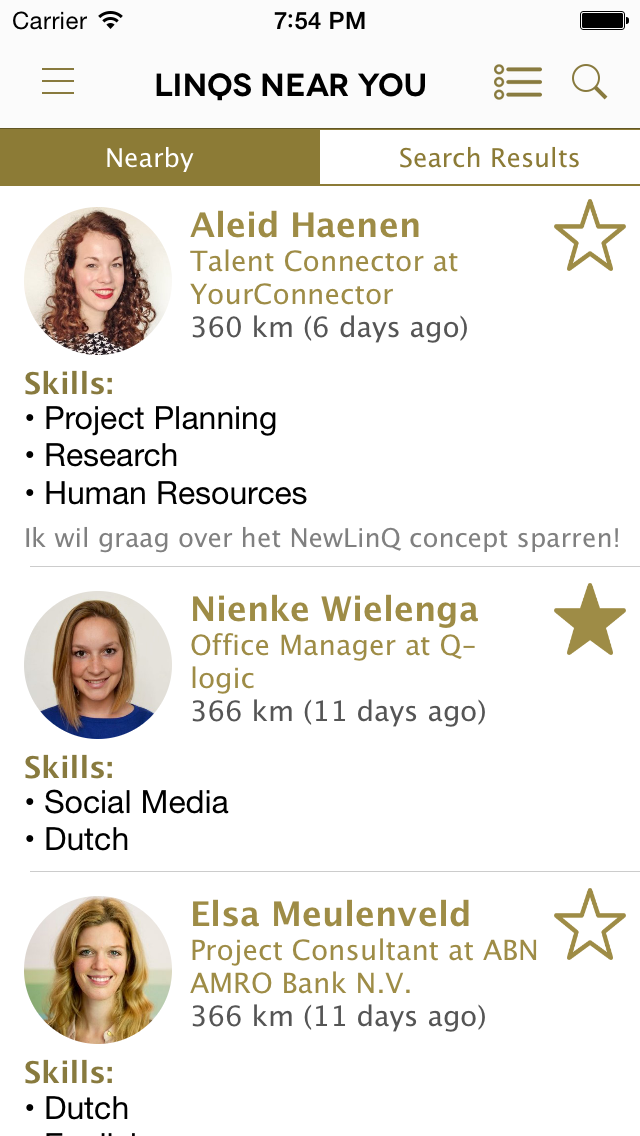 Carrier 7:54 PM
LINQS NEAR YOU
Nearby Search Results
Aleid Haenen
Talent Connector at
YourConnector
360 km (6 days ago)
Skills:
• Project Planning
• Research
• Human Resources
Ik wil graag over het NewLinQ concept sparren!
Nienke Wielenga
Office Manager at Q-
logic
366 km (11 days ago)
Skills:
• Social Media
• Dutch
Elsa Meulenveld
Project Consultant at ABN
AMRO Bank N.V.
366 km (11 days ago)
Skills:
• Dutch